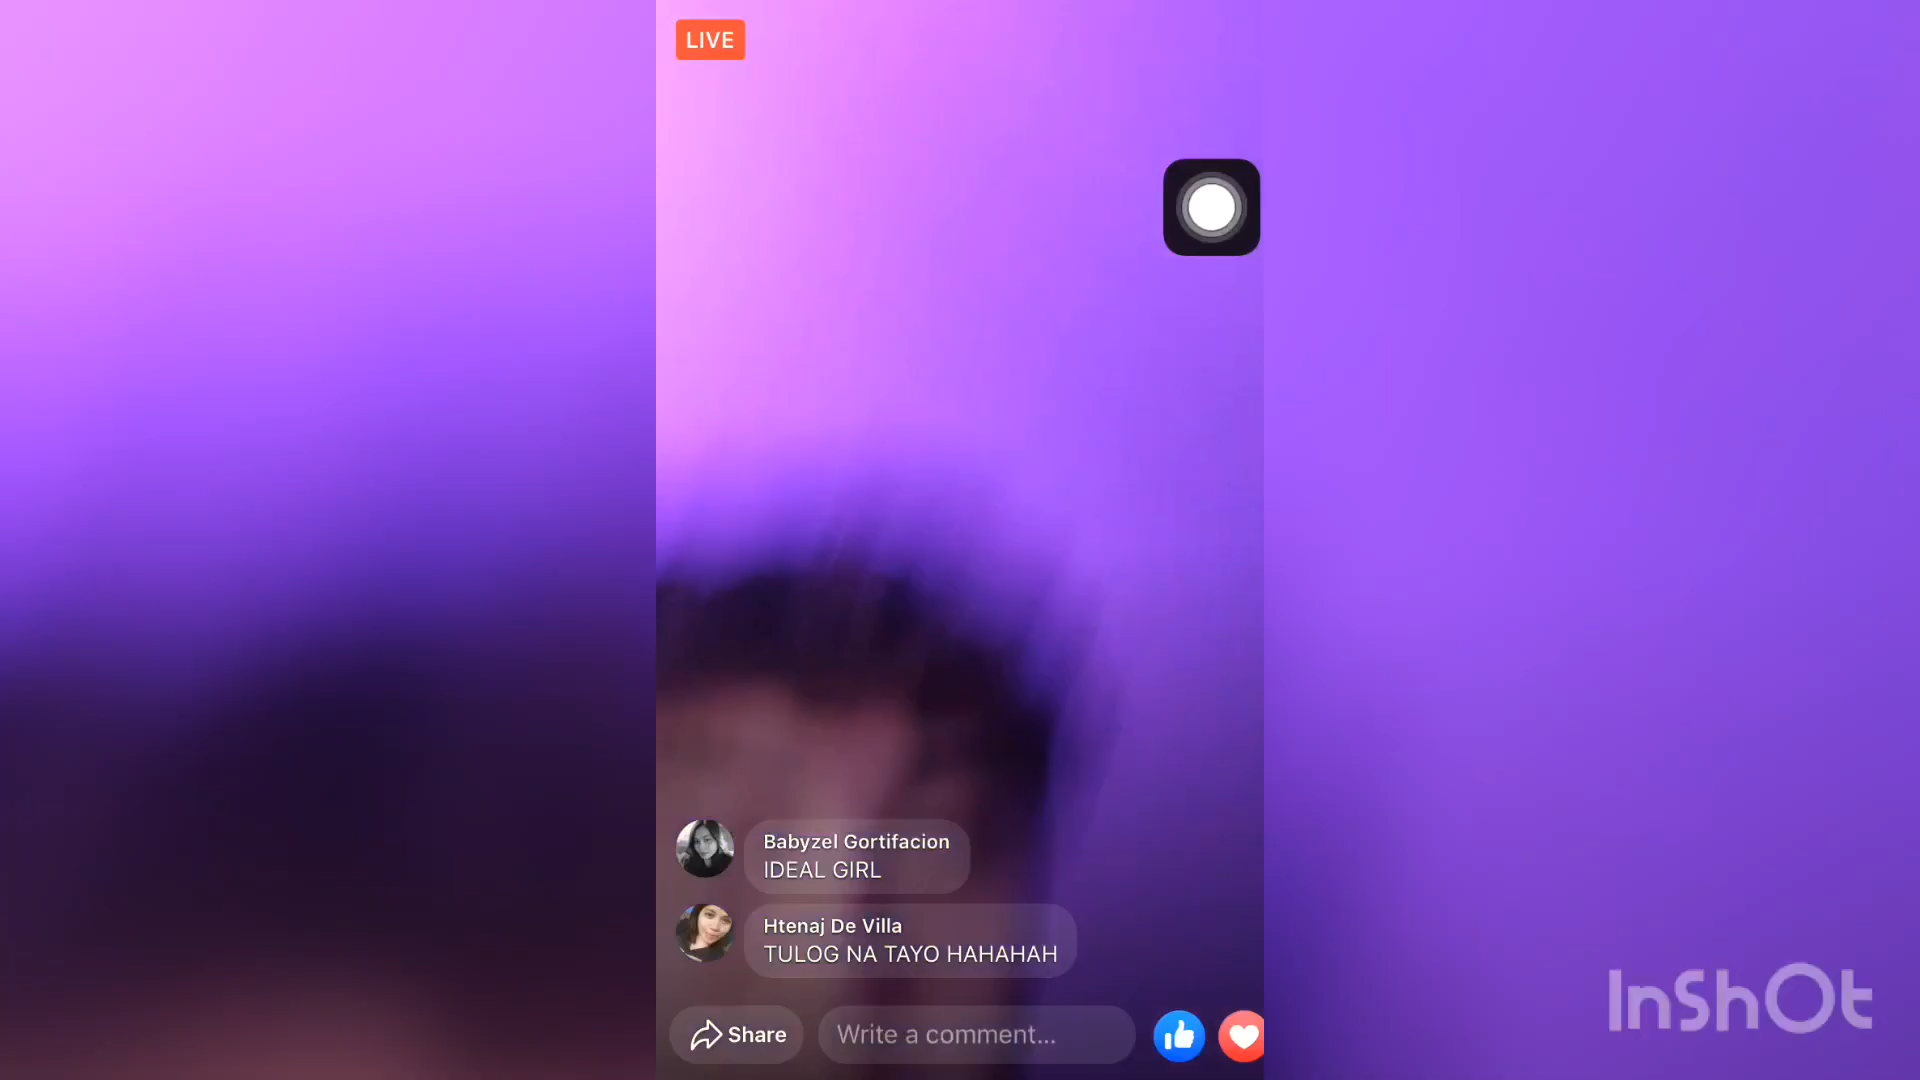 LIVE
Babyzel Gortifacion
IDEAL GIRL
Htenaj De Villa
TULOG NA TAYO HAHAHAH
Share
Write a comment...
InShOt